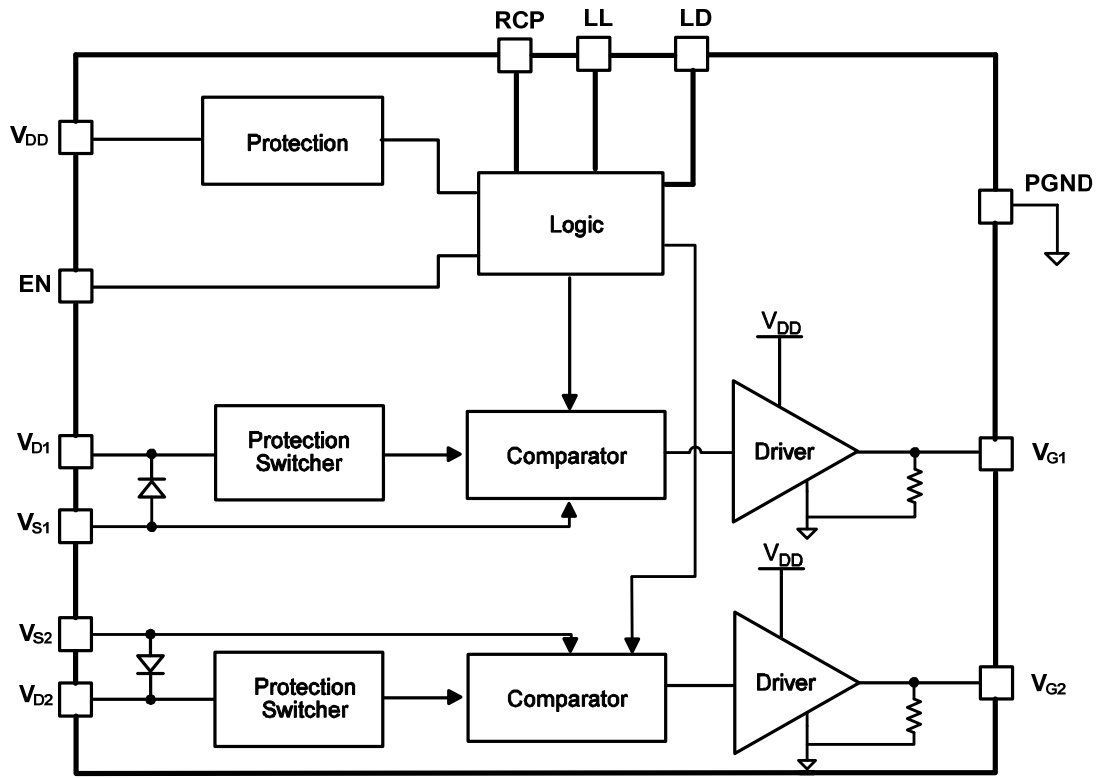 RCP LL LD
VDD
Protection
PGND
Logic
EN
VDD
VD1
Protection
Switcher
Comparator
Driver
VG1
VS1
VDD
VS2
VD2
Protection
Switcher
Comparator
Driver
VG2